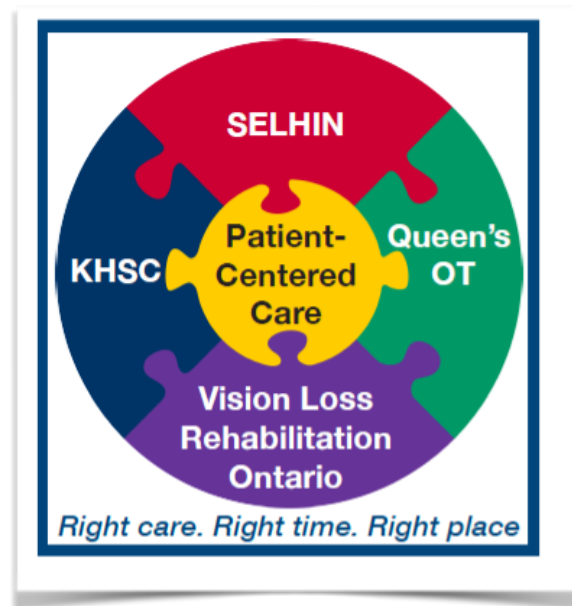 SELHIN
KHSC
Patient-
Centered
Care
Queen's
OT
Vision Loss
Rehabilitation
Ontario
Right care. Right time. Right place